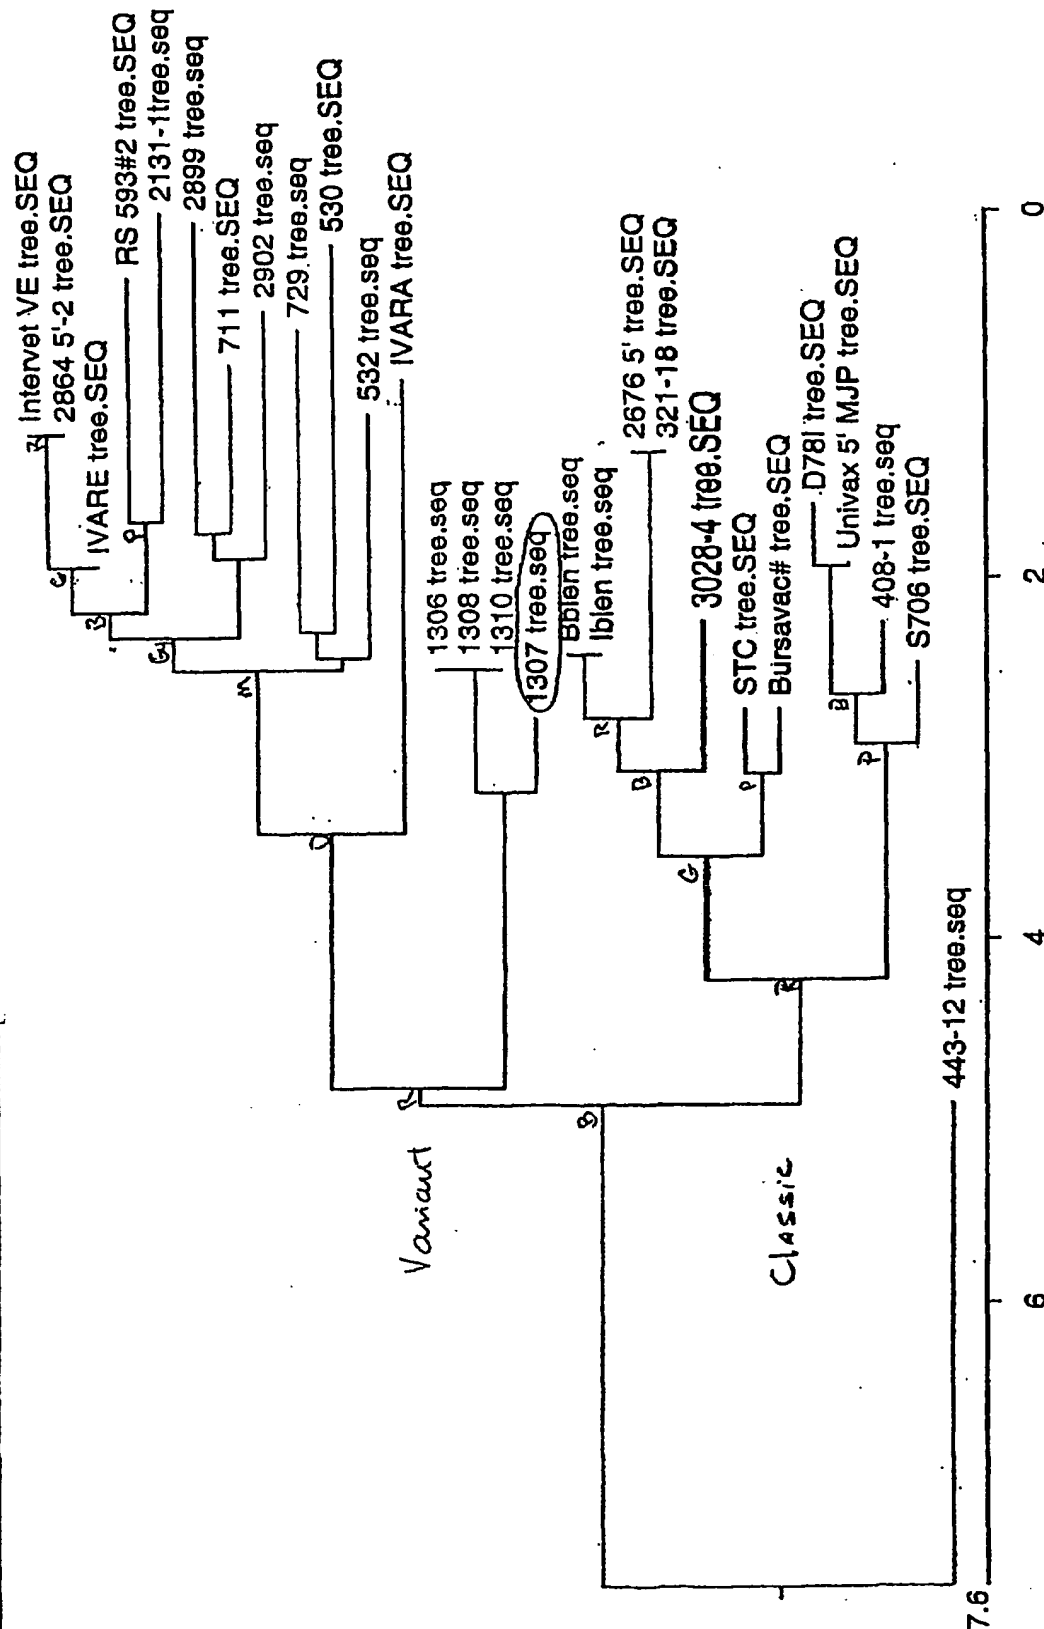 Intervet VE tree.SEQ
2864 5'-2 tree.SEQ
IVARE tree.SEQ
RS 593#2 tree.SEQ
2131-1tree.seq
2899 tree.seq
711 tree.SEQ
2902 tree.seq
729.tree.seq
530 tree.SEQ
532 tree.seq
IVARA tree.SEQ
1306 tree.seq
1308 tree.seq
1310 tree.seq
1307 tree.seq
Bblen tree.seq
Iblen tree.seq
2676 5' tree.SEQ
321-18 tree.SEQ
3028-4 tree.SEQ
STC tree.SEQ
Bursavac# tree.SEQ
D78I tree.SEQ
Univax 5' MJP tree.SEQ
408-1 tree.seq
S706 tree.SEQ
443-12 tree.seq
Variant
Classic
C
B
P
Gy
M
O
R
R
B
G
P
B
P
R
B
7.6
6
4
2
0